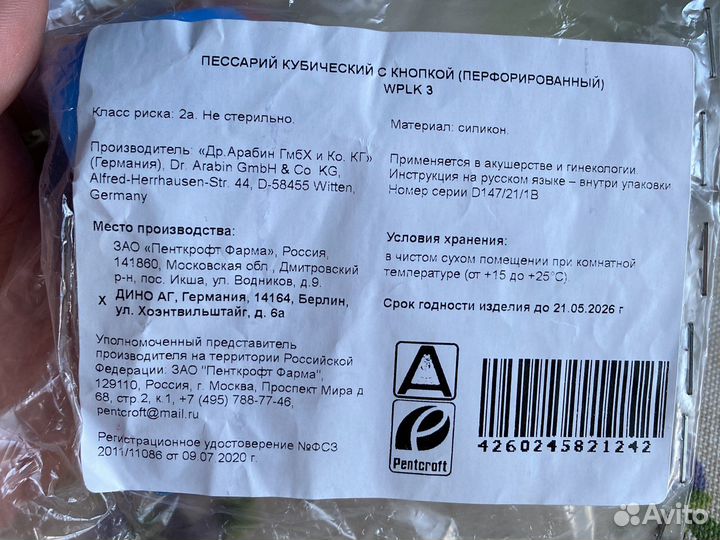 ПЕССАРИЙ КУБИЧЕСКИЙ С КНОПКОЙ (ПЕРФОРИРОВАННЫЙ)
WPLK 3
Класс риска: 2а. Не стерильно.
Производитель: «Др.Арабин ГмбХ и Ко. КГ»
(Германия), Dr. Arabin GmbH & Co KG,
Alfred-Herrhausen-Str. 44, D-58455 Witten,
Germany
Место производства:
ЗАО «Пенткрофт Фарма», Россия,
141860, Московская обл., Дмитровский
р-н, пос. Икша, ул. Водников, д.9.
X ДИНО АГ, Германия, 14164, Берлин,
ул. Хоэнтвильштайг, д. 6а
Уполномоченный представитель
производителя на территории Российской
Федерации: ЗАО "Пенткрофт Фарма",
129110, Россия, г. Москва, Проспект Мира д
68, стр 2, к.1, +7 (495) 788-77-46,
pentcroft@mail.ru
Регистрационное удостоверение №ФСЗ
2011/11086 от 09.07 2020 г.
Материал: силикон.
Применяется в акушерстве и гинекологии.
Инструкция на русском языке – внутри упаковки
Номер серии D147/21/1B
Условия хранения:
в чистом сухом помещении при комнатной
температуре (от +15 до +25°С).
Срок годности изделия до 21.05.2026 г
A
Pentcroft
4260245821242
Avito